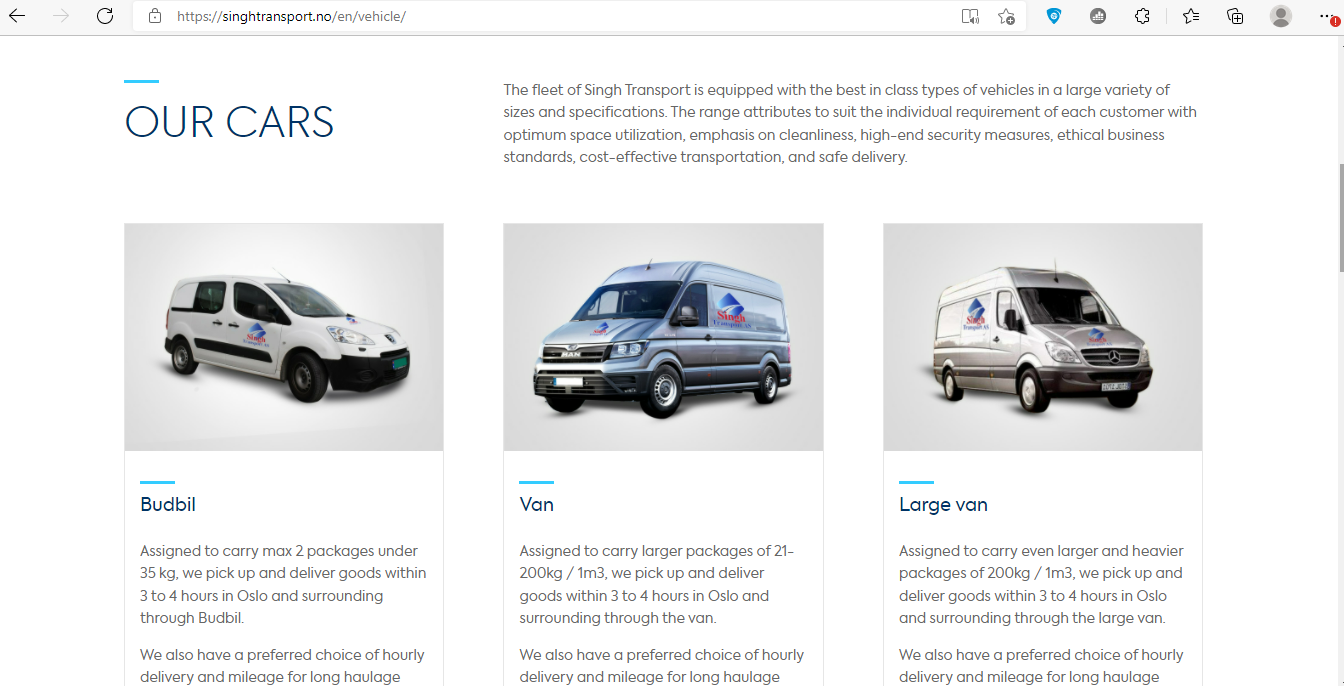 https://singhtransport.no/en/vehicle/
OUR CARS
The fleet of Singh Transport is equipped with the best in class types of vehicles in a large variety of
sizes and specifications. The range attributes to suit the individual requirement of each customer with
optimum space utilization, emphasis on cleanliness, high-end security measures, ethical business
standards, cost-effective transportation, and safe delivery.
Singh
Transport AS
MAN
Singh
Transport AS
Singh
Transport AS
Budbil
Assigned to carry max 2 packages under
35 kg, we pick up and deliver goods within
3 to 4 hours in Oslo and surrounding
through Budbil.
We also have a preferred choice of hourly
delivery and mileage for long haulage
Van
Assigned to carry larger packages of 21-
200kg / 1m3, we pick up and deliver
goods within 3 to 4 hours in Oslo and
surrounding through the van.
We also have a preferred choice of hourly
delivery and mileage for long haulage
Large van
Assigned to carry even larger and heavier
packages of 200kg / 1m3, we pick up and
deliver goods within 3 to 4 hours in Oslo
and surrounding through the large van.
We also have a preferred choice of hourly
delivery and mileage for long haulage